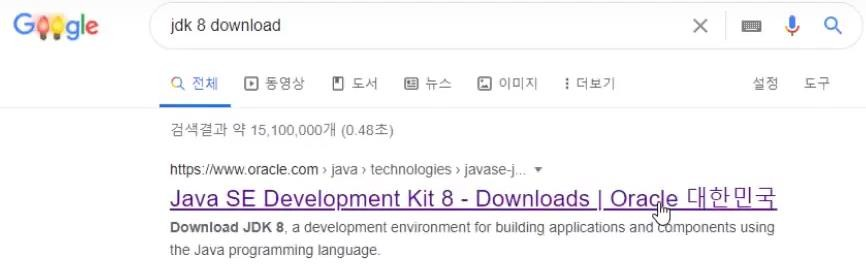 Google
jdk 8 download
전체 동영상 도서 뉴스 이미지 더보기 설정 도구
검색결과 약 15,100,000개 (0.48초)
https://www.oracle.com › java › technologies › javase-j...
Java SE Development Kit 8 - Downloads | Oracle 대한민국
Download JDK 8, a development environment for building applications and components using
the Java programming language.